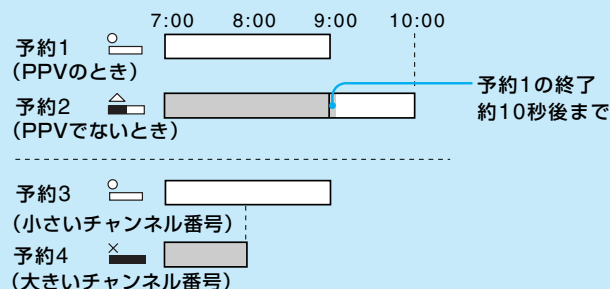 7:00 8:00 9:00 10:00
予約1
(PPVのとき)
予約2
(PPVでないとき)
予約1の終了
約10秒後まで
予約3
(小さいチャンネル番号)
予約4
(大きいチャンネル番号)